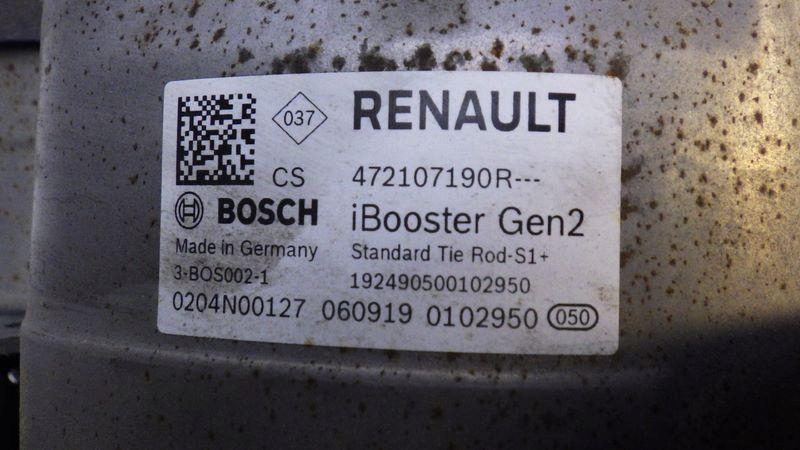 037 RENAULT
CS 472107190R---
BOSCH iBooster Gen2
Made in Germany Standard Tie Rod-S1+
3-BOS002-1 192490500102950
0204N00127 060919 0102950 050